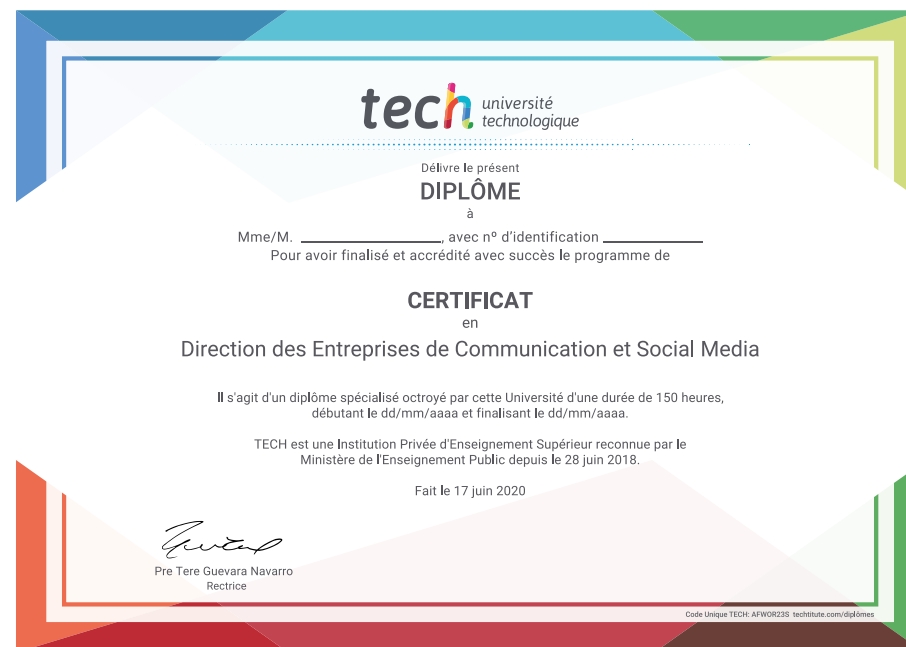 tech université
technologique
Délivre le présent
DIPLÔME
à
Mme/M. ____________________, avec nº d'identification ______________
Pour avoir finalisé et accrédité avec succès le programme de
CERTIFICAT
en
Direction des Entreprises de Communication et Social Media
Il s'agit d'un diplôme spécialisé octroyé par cette Université d'une durée de 150 heures,
débutant le dd/mm/aaaa et finalisant le dd/mm/aaaa.
TECH est une Institution Privée d'Enseignement Supérieur reconnue par le
Ministère de l'Enseignement Public depuis le 28 juin 2018.
Fait le 17 juin 2020
Pre Tere Guevara Navarro
Rectrice
Code Unique TECH: AFWOR23S techtitute.com/diplômes